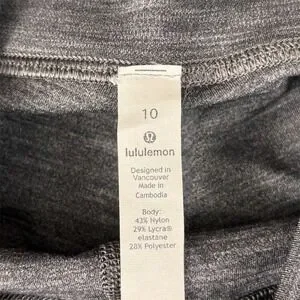 10
lululemon
Designed in
Vancouver
Made in
Cambodia
Body:
43% Nylon
29% Lycra®
elastane
28% Polyester